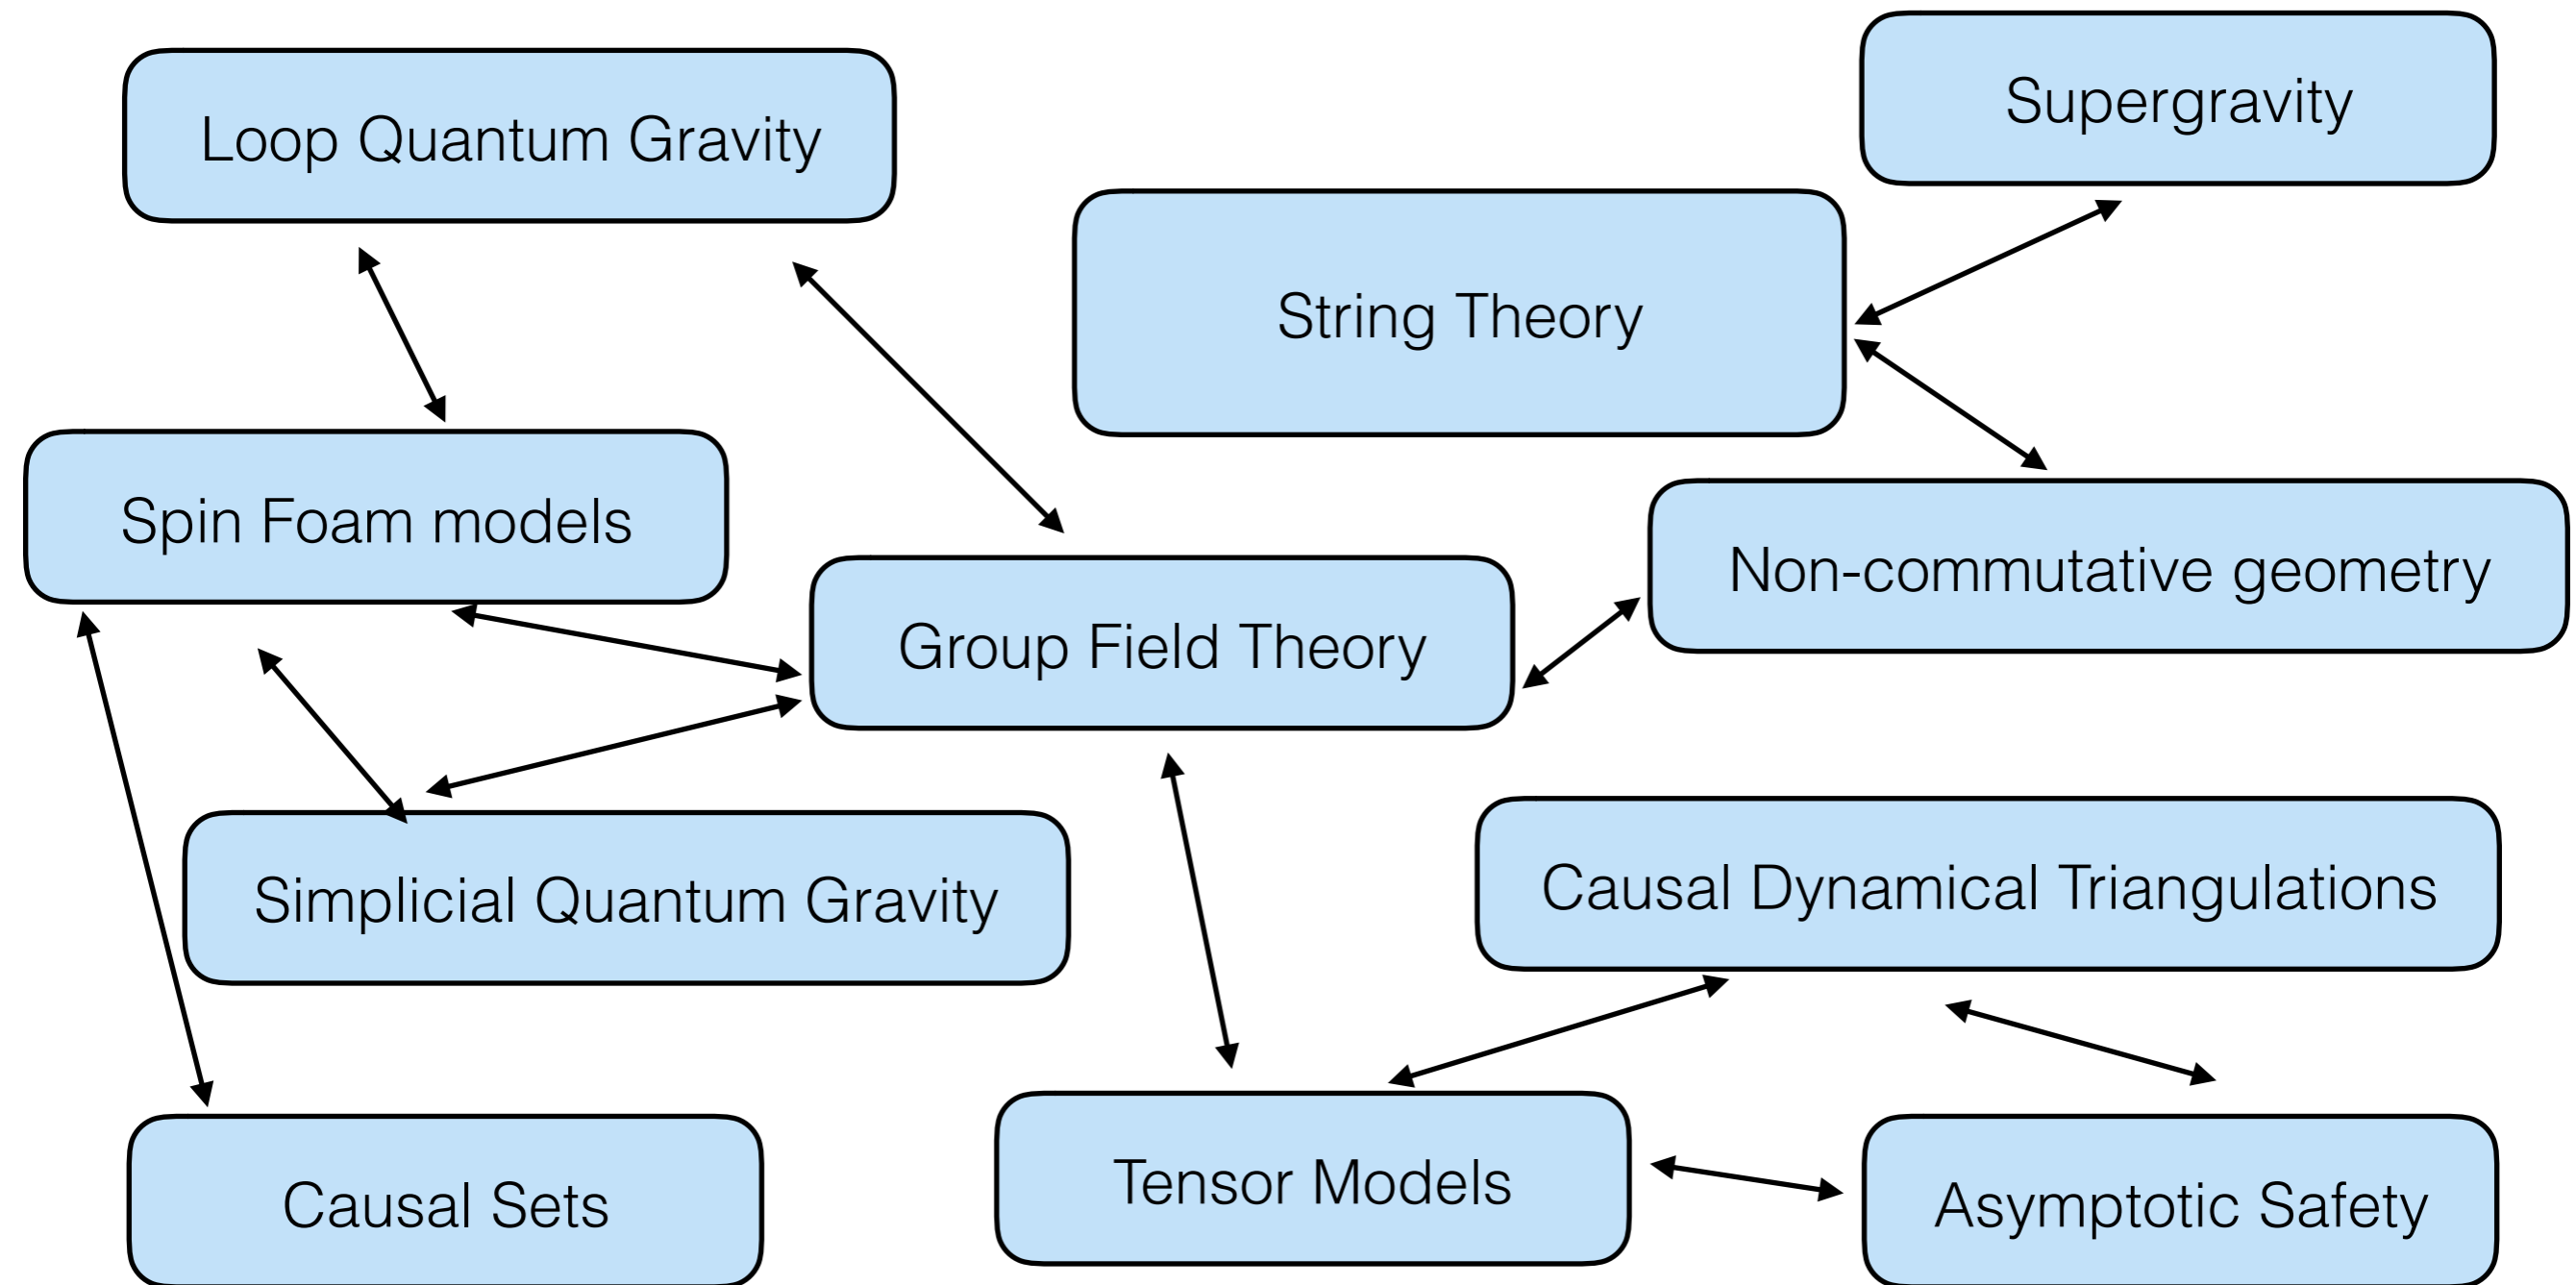 Loop Quantum Gravity
Supergravity
String Theory
Spin Foam models
Non-commutative geometry
Group Field Theory
Simplicial Quantum Gravity
Causal Dynamical Triangulations
Causal Sets
Tensor Models
Asymptotic Safety